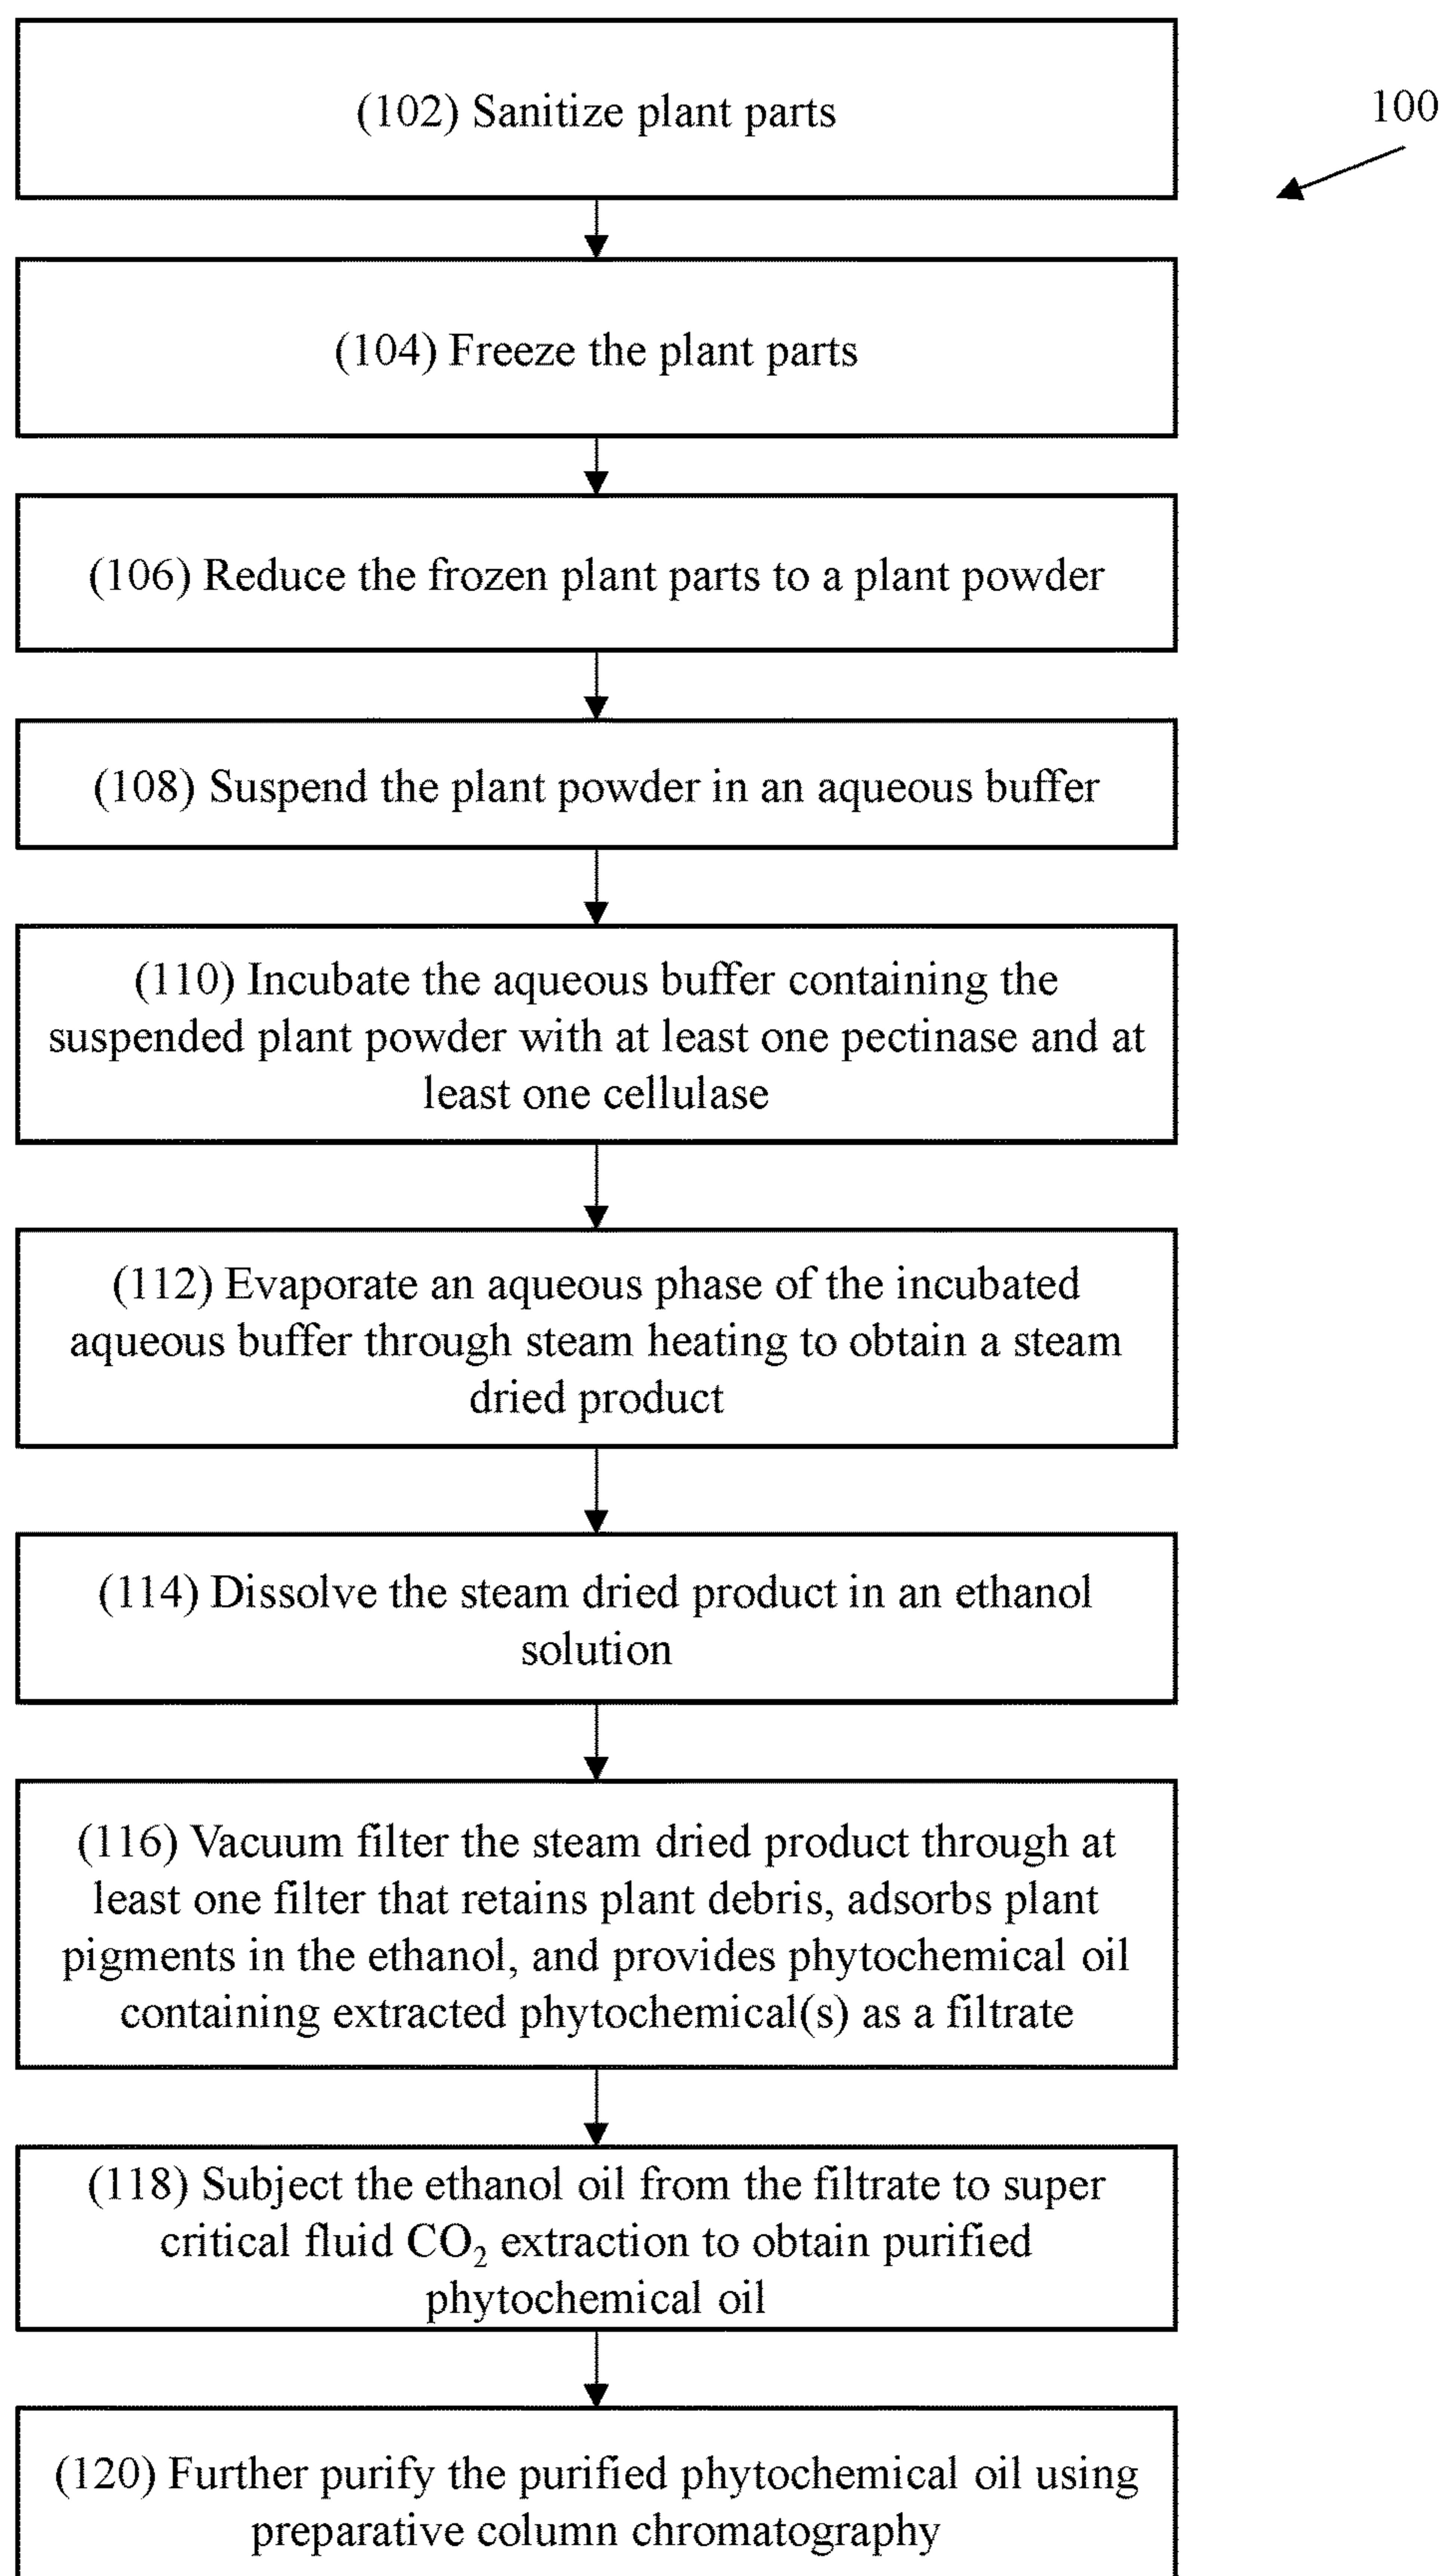 (102) Sanitize plant parts
100
(104) Freeze the plant parts
(106) Reduce the frozen plant parts to a plant powder
(108) Suspend the plant powder in an aqueous buffer
(110) Incubate the aqueous buffer containing the
suspended plant powder with at least one pectinase and at
least one cellulase
(112) Evaporate an aqueous phase of the incubated
aqueous buffer through steam heating to obtain a steam
dried product
(114) Dissolve the steam dried product in an ethanol
solution
(116) Vacuum filter the steam dried product through at
least one filter that retains plant debris, adsorbs plant
pigments in the ethanol, and provides phytochemical oil
containing extracted phytochemical(s) as a filtrate
(118) Subject the ethanol oil from the filtrate to super
critical fluid CO₂ extraction to obtain purified
phytochemical oil
(120) Further purify the purified phytochemical oil using
preparative column chromatography